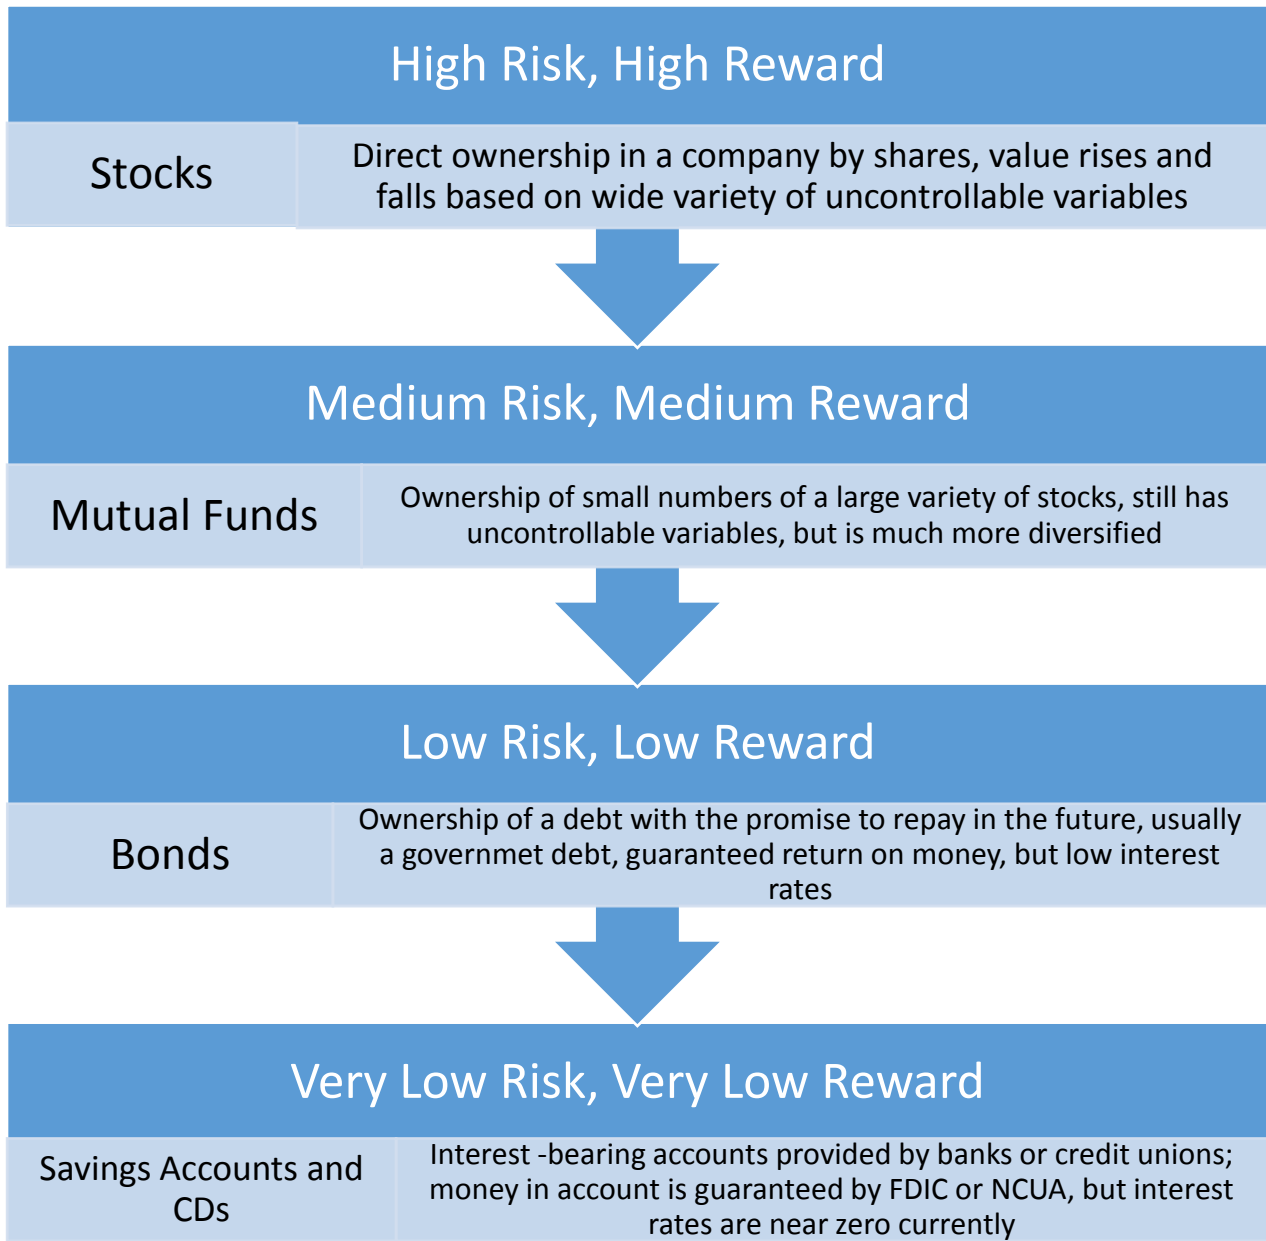 High Risk, High Reward
Stocks
Direct ownership in a company by shares, value rises and
falls based on wide variety of uncontrollable variables
Medium Risk, Medium Reward
Mutual Funds
Ownership of small numbers of a large variety of stocks, still has
uncontrollable variables, but is much more diversified
Low Risk, Low Reward
Bonds
Ownership of a debt with the promise to repay in the future, usually
a governmet debt, guaranteed return on money, but low interest
rates
Very Low Risk, Very Low Reward
Savings Accounts and
CDs
Interest -bearing accounts provided by banks or credit unions;
money in account is guaranteed by FDIC or NCUA, but interest
rates are near zero currently